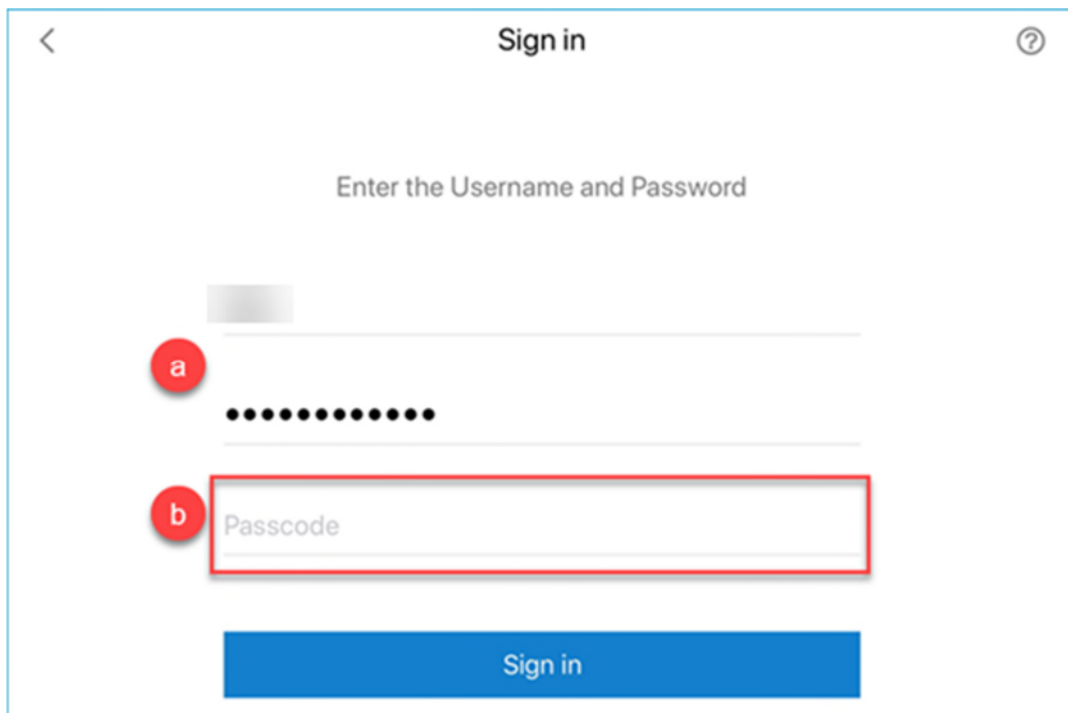 Sign in
Enter the Username and Password
a
••••••••••••
b
Passcode
Sign in